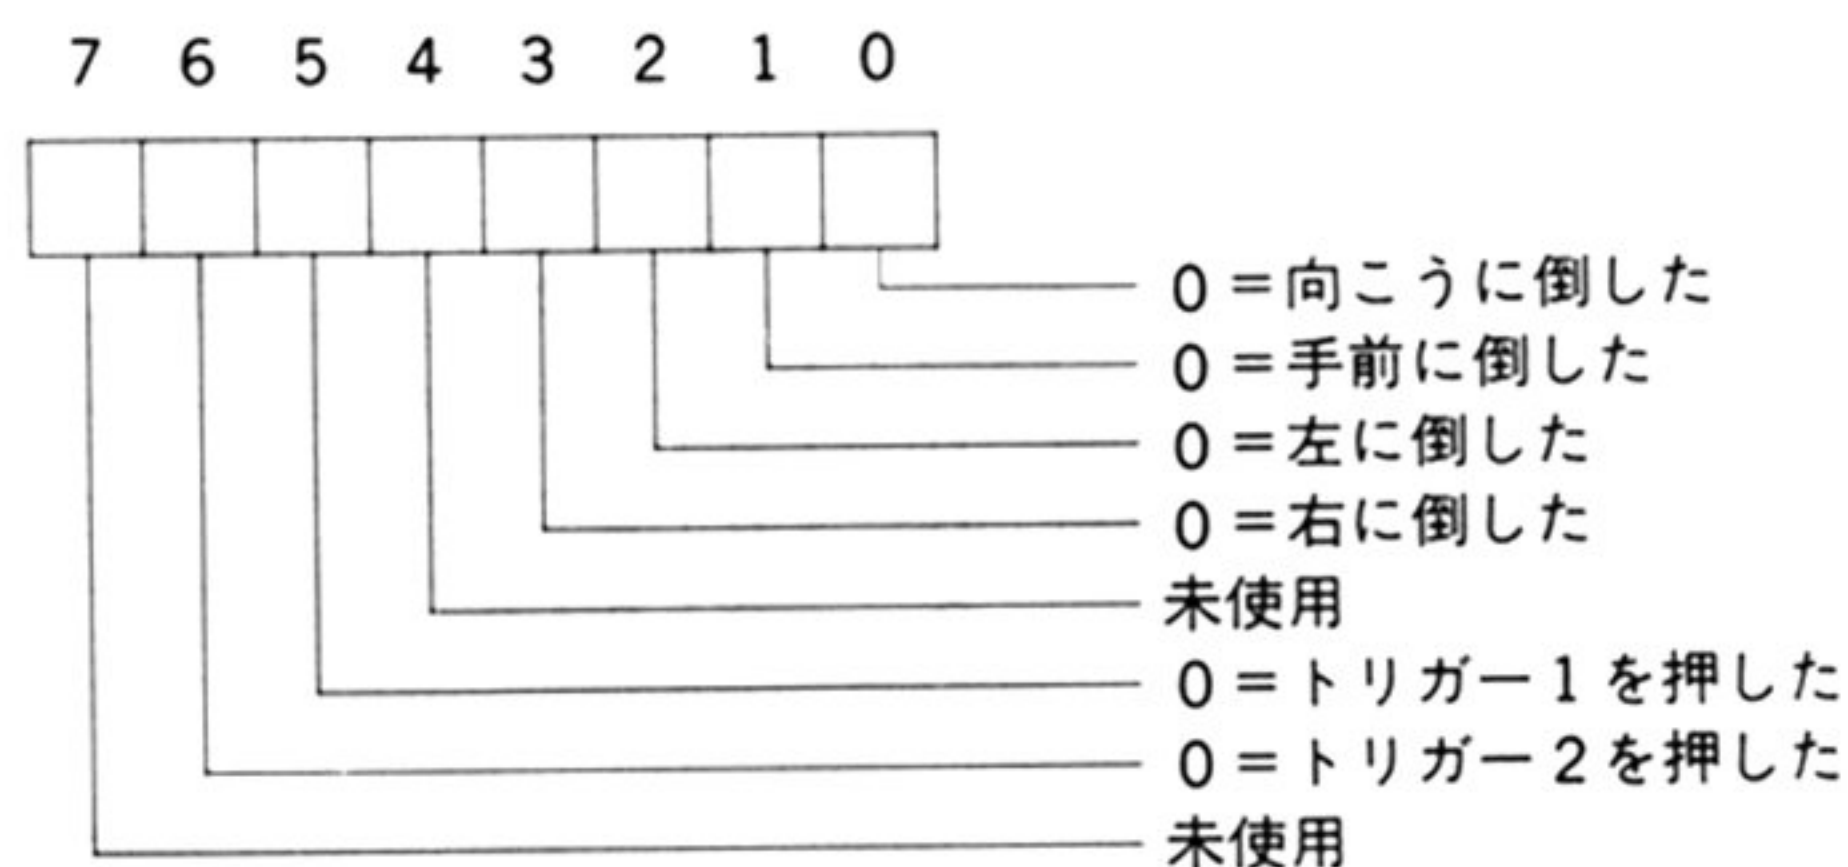 7 6 5 4 3 2 1 0
0=向こうに倒した
0=手前に倒した
0=左に倒した
0=右に倒した
未使用
0=トリガー1を押した
0=トリガー2を押した
未使用